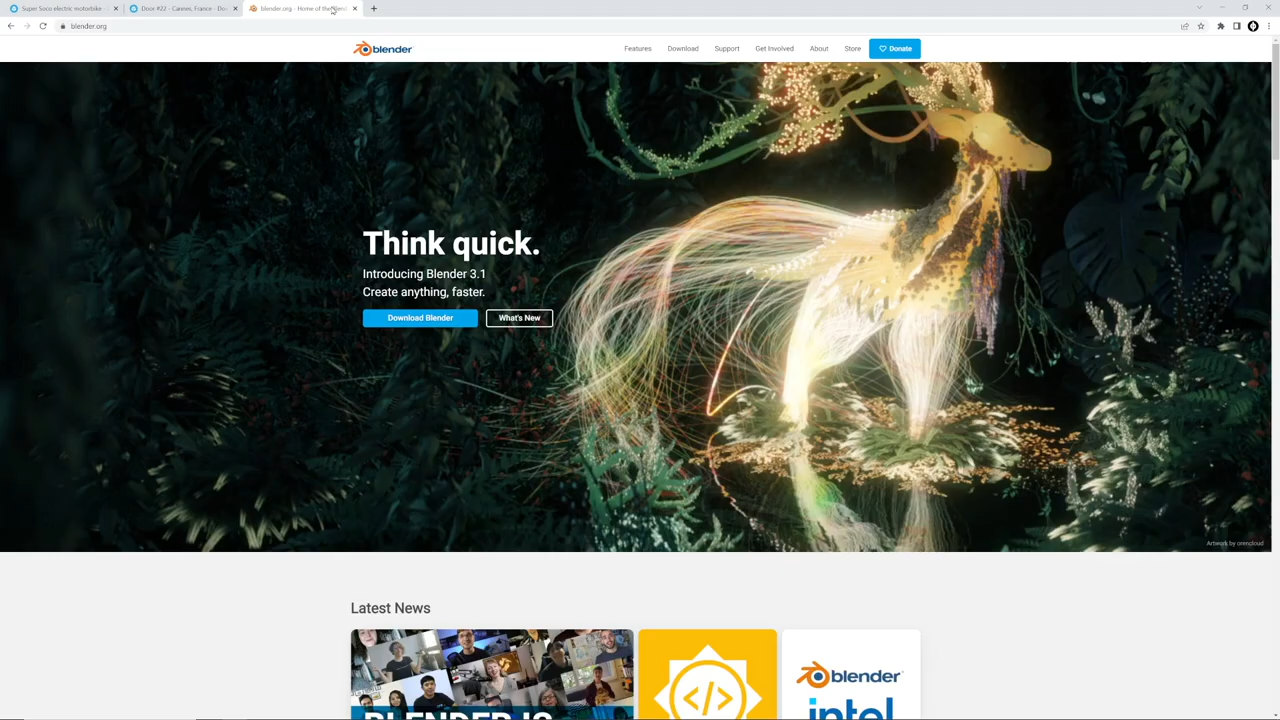 Super Soco electric motorbike -
Door #22 - Cannes, France - Do
blender.org - Home of the Blend
blender.org
blender
Features
Download
Support
Get Involved
About
Store
Donate
Think quick.
Introducing Blender 3.1
Create anything, faster.
Download Blender
What's New
Artwork by orencloud
Latest News
</>
blender
intel
BLENDER IS